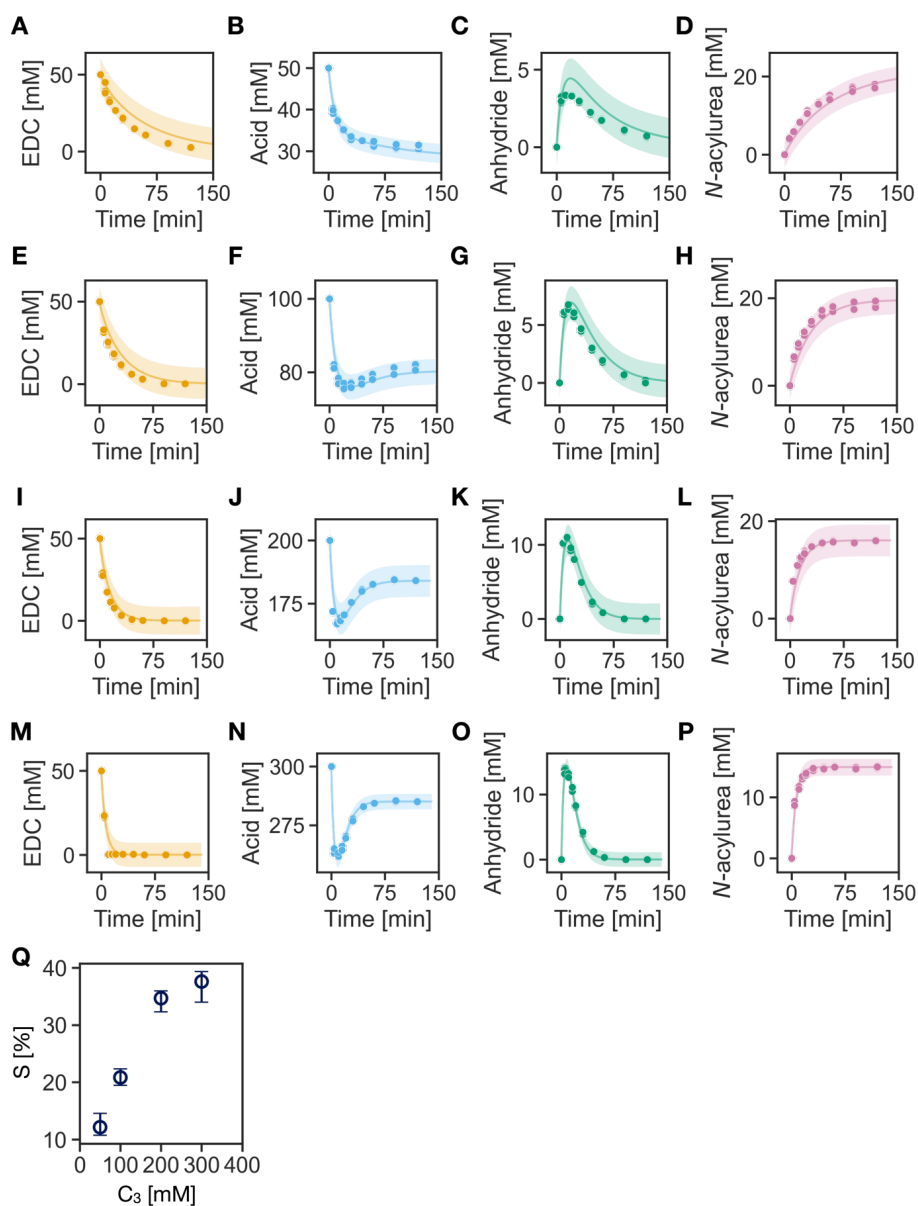 A B C D
EDC [mM] 50 0 0 75 150 Time [min]
Acid [mM] 50 40 30 0 75 150 Time [min]
Anhydride [mM] 5 0 0 75 150 Time [min]
N-acylurea [mM] 20 0 0 75 150 Time [min]
E F G H
EDC [mM] 50 0 0 75 150 Time [min]
Acid [mM] 100 80 0 75 150 Time [min]
Anhydride [mM] 5 0 0 75 150 Time [min]
N-acylurea [mM] 20 0 0 75 150 Time [min]
I J K L
EDC [mM] 50 0 0 75 150 Time [min]
Acid [mM] 200 175 0 75 150 Time [min]
Anhydride [mM] 10 0 0 75 150 Time [min]
N-acylurea [mM] 20 0 0 75 150 Time [min]
M N O P
EDC [mM] 50 0 0 75 150 Time [min]
Acid [mM] 300 275 0 75 150 Time [min]
Anhydride [mM] 10 0 0 75 150 Time [min]
N-acylurea [mM] 10 0 0 75 150 Time [min]
Q
S [%]
40
30
20
10
0 100 200 300 400
C₃ [mM]